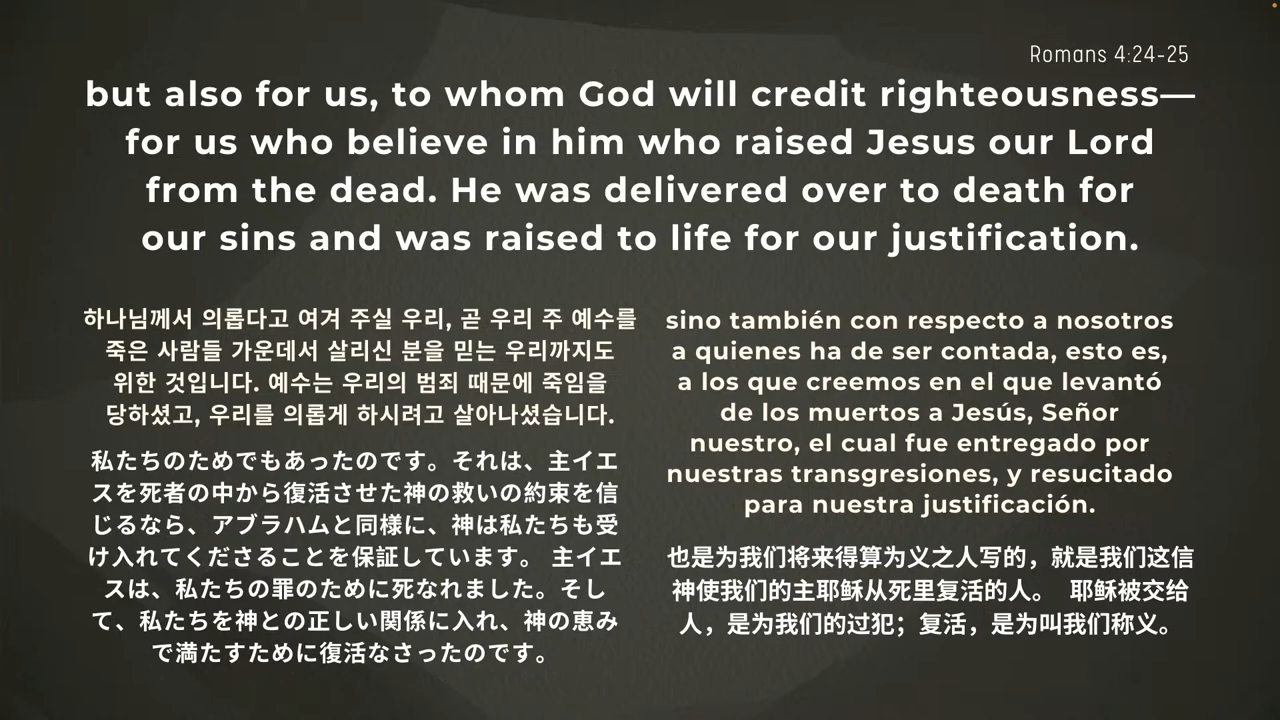 Romans 4:24-25
but also for us, to whom God will credit righteousness—
for us who believe in him who raised Jesus our Lord
from the dead. He was delivered over to death for
our sins and was raised to life for our justification.
하나님께서 의롭다고 여겨 주실 우리, 곧 우리 주 예수를
죽은 사람들 가운데서 살리신 분을 믿는 우리까지도
위한 것입니다. 예수는 우리의 범죄 때문에 죽임을
당하셨고, 우리를 의롭게 하시려고 살아나셨습니다.
私たちのためでもあったのです。それは、主イエ
スを死者の中から復活させた神の救いの約束を信
じるなら、アブラハムと同様に、神は私たちも受
け入れてくださることを保証しています。 主イエ
スは、私たちの罪のために死なれました。そし
て、私たちを神との正しい関係に入れ、神の恵み
で満たすために復活なさったのです。
sino también con respecto a nosotros
a quienes ha de ser contada, esto es,
a los que creemos en el que levantó
de los muertos a Jesús, Señor
nuestro, el cual fue entregado por
nuestras transgresiones, y resucitado
para nuestra justificación.
也是为我们将来得算为义之人写的，就是我们这信
神使我们的主耶稣从死里复活的人。 耶稣被交给
人，是为我们的过犯；复活，是为叫我们称义。